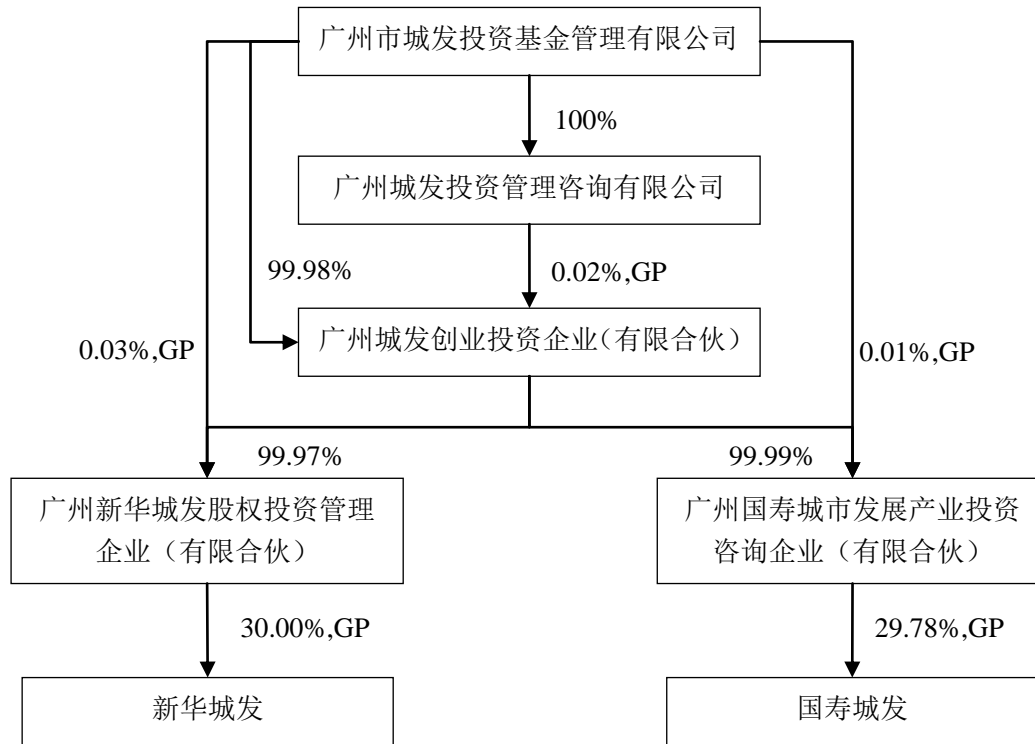 广州市城发投资基金管理有限公司
100%
广州城发投资管理咨询有限公司
99.98%
0.02%,GP
广州城发创业投资企业（有限合伙）
0.03%,GP
0.01%,GP
99.97%
99.99%
广州新华城发股权投资管理
企业（有限合伙）
广州国寿城市发展产业投资
咨询企业（有限合伙）
30.00%,GP
29.78%,GP
新华城发
国寿城发